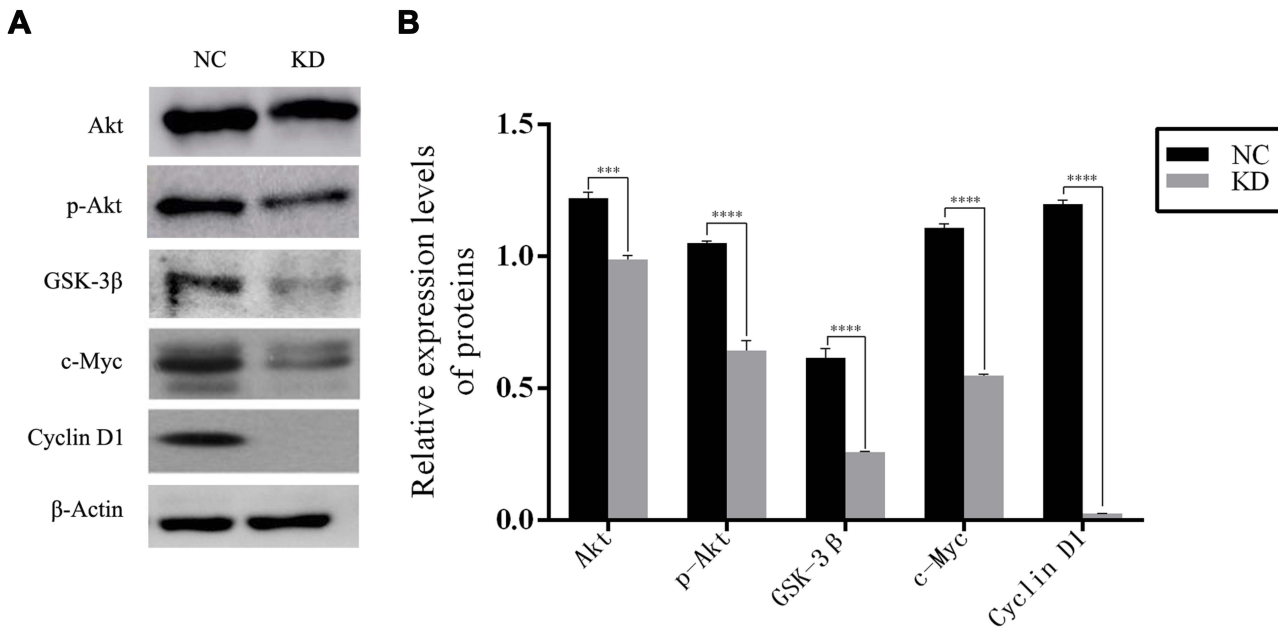 A
B
NC KD
Akt
p-Akt
GSK-3β
c-Myc
Cyclin D1
β-Actin
Relative expression levels
of proteins
1.5
1.0
0.5
0.0
***
****
****
****
****
Akt
p-Akt
GSK-3β
c-Myc
Cyclin D1
NC
KD